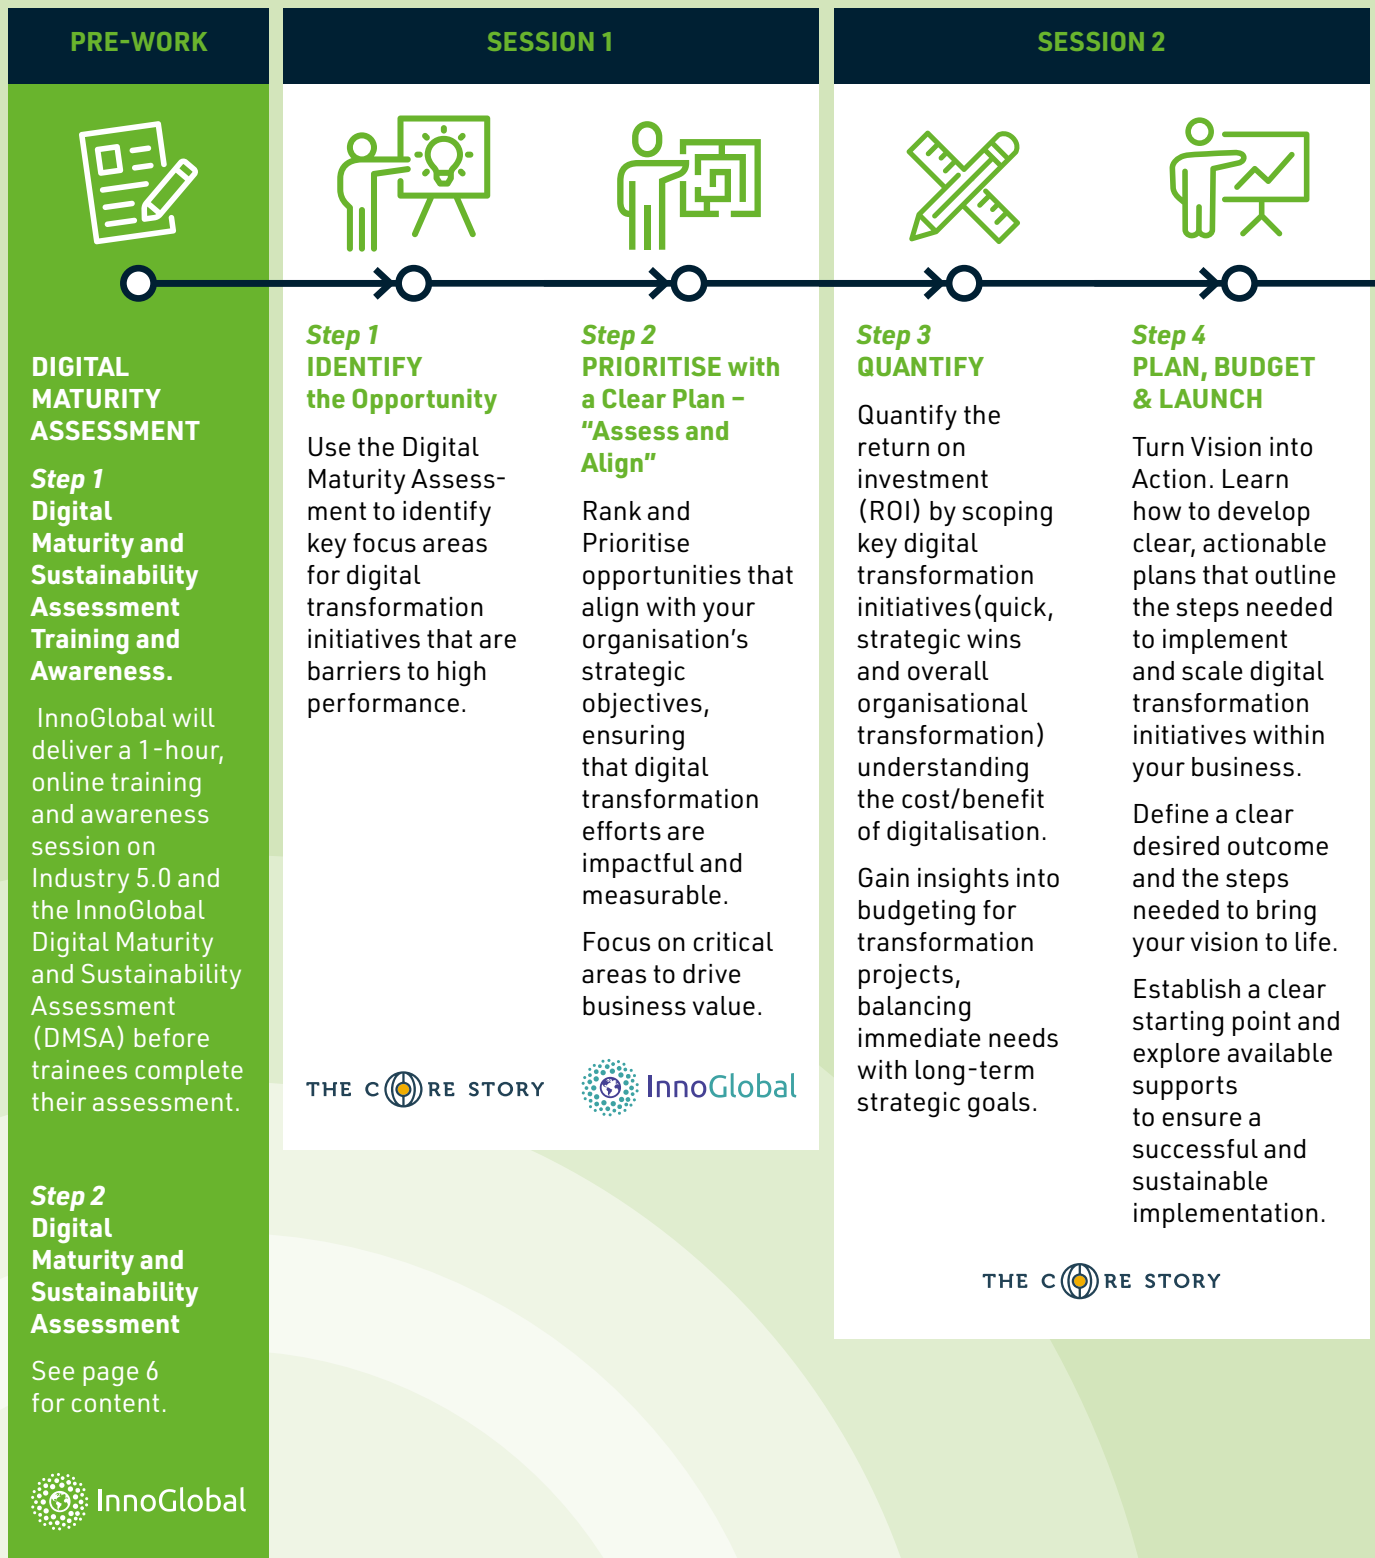 PRE-WORK
DIGITAL
MATURITY
ASSESSMENT
Step 1
Digital
Maturity and
Sustainability
Assessment
Training and
Awareness.
InnoGlobal will
deliver a 1-hour,
online training
and awareness
session on
Industry 5.0 and
the InnoGlobal
Digital Maturity
and Sustainability
Assessment
(DMSA) before
trainees complete
their assessment.
Step 2
Digital
Maturity and
Sustainability
Assessment
See page 6
for content.
InnoGlobal
SESSION 1
Step 1
IDENTIFY
the Opportunity
Use the Digital
Maturity Assess-
ment to identify
key focus areas
for digital
transformation
initiatives that are
barriers to high
performance.
THE CORE STORY
Step 2
PRIORITISE with
a Clear Plan –
“Assess and
Align”
Rank and
Prioritise
opportunities that
align with your
organisation’s
strategic
objectives,
ensuring
that digital
transformation
efforts are
impactful and
measurable.
Focus on critical
areas to drive
business value.
InnoGlobal
SESSION 2
Step 3
QUANTIFY
Quantify the
return on
investment
(ROI) by scoping
key digital
transformation
initiatives(quick,
strategic wins
and overall
organisational
transformation)
understanding
the cost/benefit
of digitalisation.
Gain insights into
budgeting for
transformation
projects,
balancing
immediate needs
with long-term
strategic goals.
Step 4
PLAN, BUDGET
& LAUNCH
Turn Vision into
Action. Learn
how to develop
clear, actionable
plans that outline
the steps needed
to implement
and scale digital
transformation
initiatives within
your business.
Define a clear
desired outcome
and the steps
needed to bring
your vision to life.
Establish a clear
starting point and
explore available
supports
to ensure a
successful and
sustainable
implementation.
THE CORE STORY